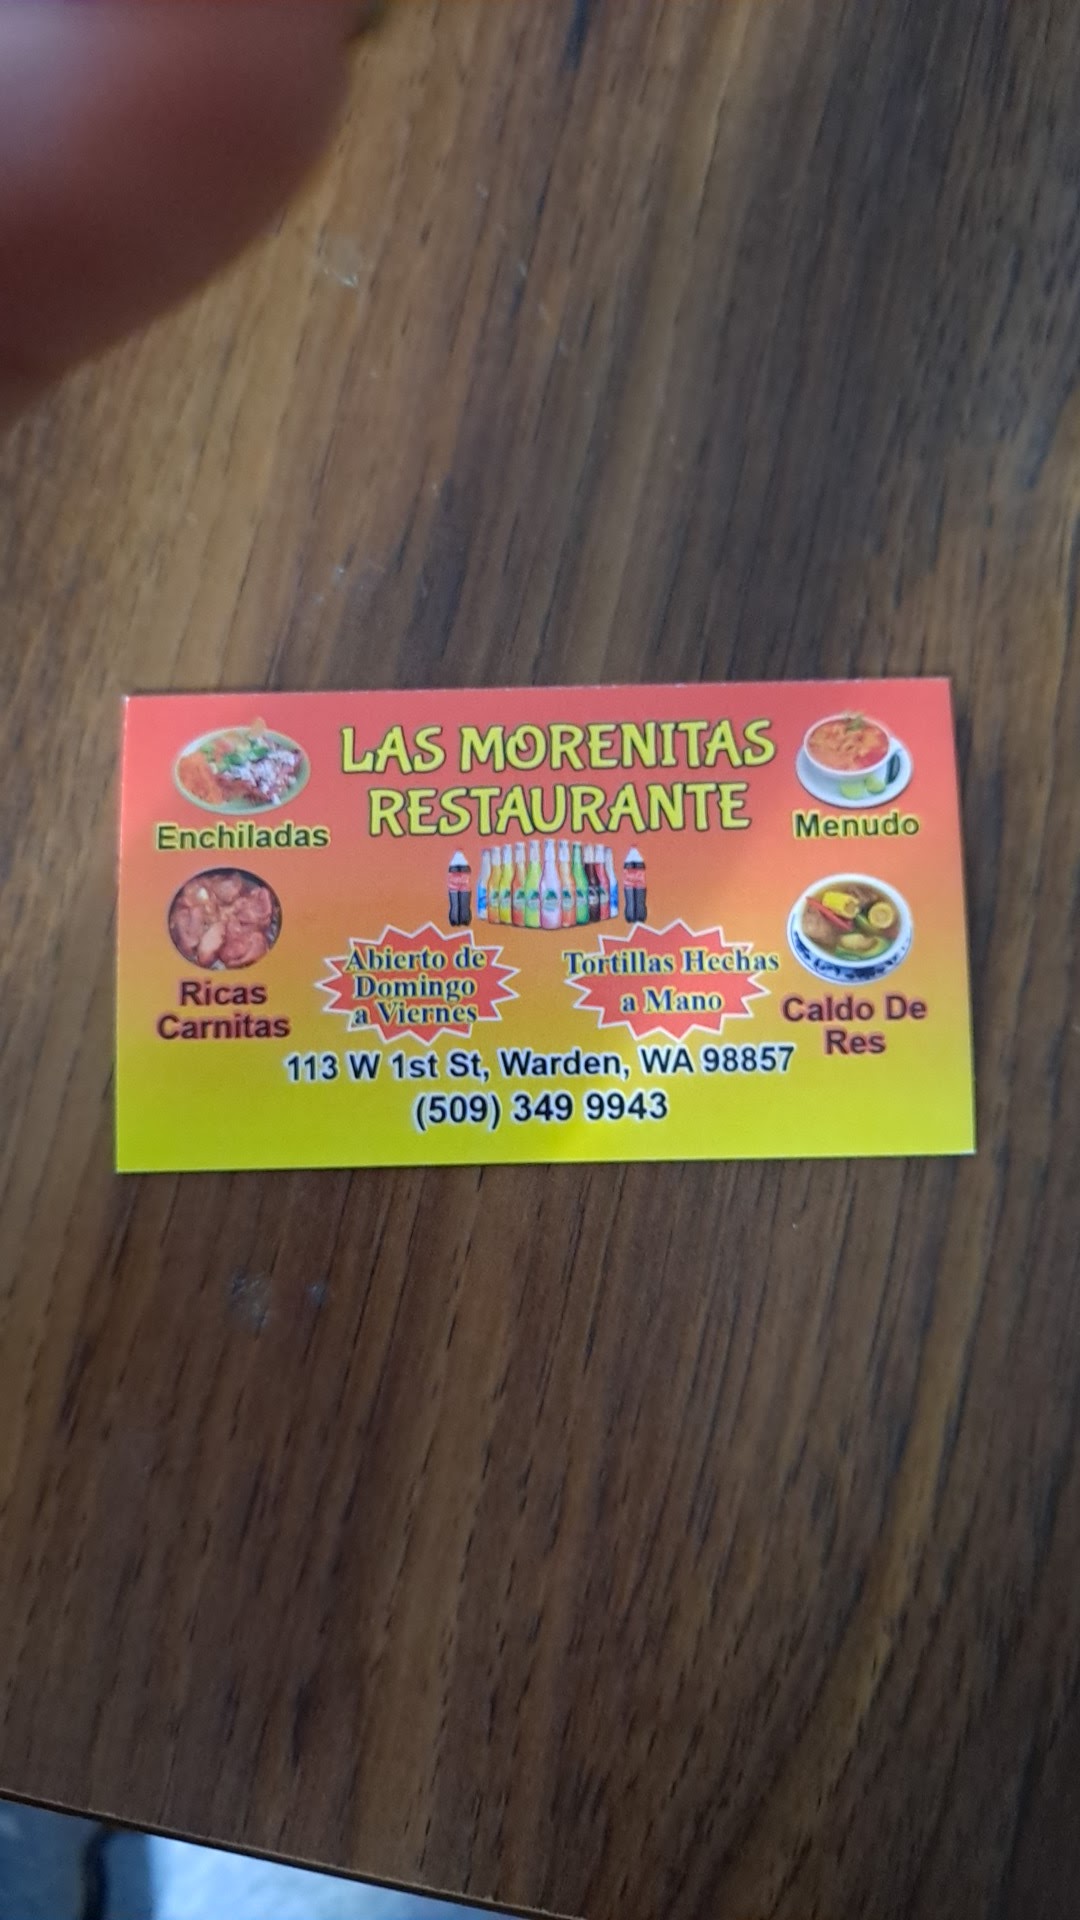 LAS MORENITAS
RESTAURANTE
Enchiladas
Menudo
Ricas
Carnitas
Abierto de
Domingo
a Viernes
Tortillas Hechas
a Mano
Caldo De
Res
113 W 1st St, Warden, WA 98857
(509) 349 9943